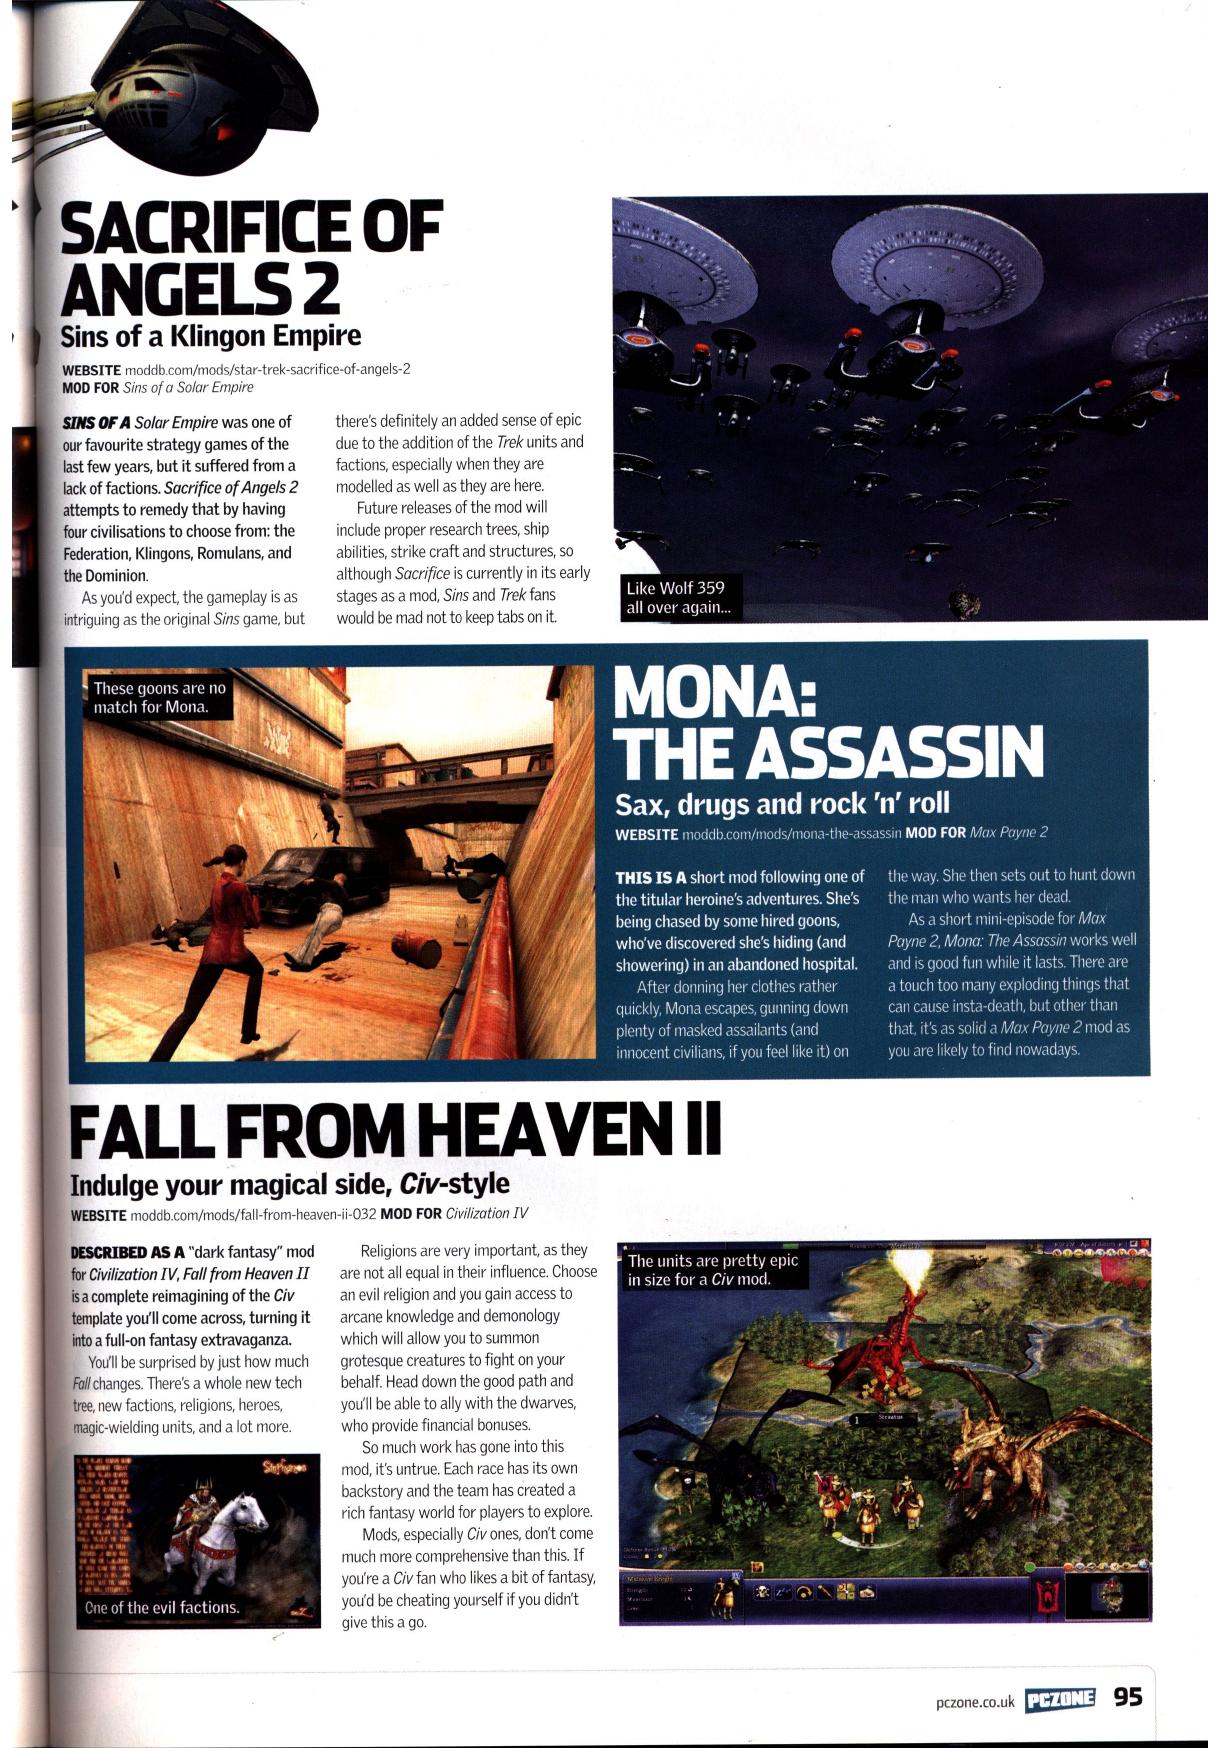 SACRIFICE OF
ANGELS 2
Sins of a Klingon Empire
WEBSITE moddb.com/mods/star-trek-sacrifice-of-angels-2
MOD FOR Sins of a Solar Empire
SINS OF A Solar Empire was one of
our favourite strategy games of the
last few years, but it suffered from a
lack of factions. Sacrifice of Angels 2
attempts to remedy that by having
four civilisations to choose from: the
Federation, Klingons, Romulans, and
the Dominion.
As you'd expect, the gameplay is as
intriguing as the original Sins game, but
there's definitely an added sense of epic
due to the addition of the Trek units and
factions, especially when they are
modelled as well as they are here.
Future releases of the mod will
include proper research trees, ship
abilities, strike craft and structures, so
although Sacrifice is currently in its early
stages as a mod, Sins and Trek fans
would be mad not to keep tabs on it.
Like Wolf 359
all over again...
These goons are no
match for Mona.
MONA:
THE ASSASSIN
Sax, drugs and rock 'n' roll
WEBSITE moddb.com/mods/mona-the-assassin MOD FOR Max Payne 2
THIS IS A short mod following one of
the titular heroine's adventures. She's
being chased by some hired goons,
who've discovered she's hiding (and
showering) in an abandoned hospital.
After donning her clothes rather
quickly, Mona escapes, gunning down
plenty of masked assailants (and
innocent civilians, if you feel like it) on
the way. She then sets out to hunt down
the man who wants her dead.
As a short mini-episode for Max
Payne 2, Mona: The Assassin works well
and is good fun while it lasts. There are
a touch too many exploding things that
can cause insta-death, but other than
that, it's as solid a Max Payne 2 mod as
you are likely to find nowadays.
FALL FROM HEAVEN II
Indulge your magical side, Civ-style
WEBSITE moddb.com/mods/fall-from-heaven-ii-032 MOD FOR Civilization IV
DESCRIBED AS A "dark fantasy" mod
for Civilization IV, Fall from Heaven II
is a complete reimagining of the Civ
template you'll come across, turning it
into a full-on fantasy extravaganza.
You'll be surprised by just how much
Fall changes. There's a whole new tech
tree, new factions, religions, heroes,
magic-wielding units, and a lot more.
One of the evil factions.
Religions are very important, as they
are not all equal in their influence. Choose
an evil religion and you gain access to
arcane knowledge and demonology
which will allow you to summon
grotesque creatures to fight on your
behalf. Head down the good path and
you'll be able to ally with the dwarves,
who provide financial bonuses.
So much work has gone into this
mod, it's untrue. Each race has its own
backstory and the team has created a
rich fantasy world for players to explore.
Mods, especially Civ ones, don't come
much more comprehensive than this. If
you're a Civ fan who likes a bit of fantasy,
you'd be cheating yourself if you didn't
give this a go.
The units are pretty epic
in size for a Civ mod.
pczone.co.uk PCZONE 95